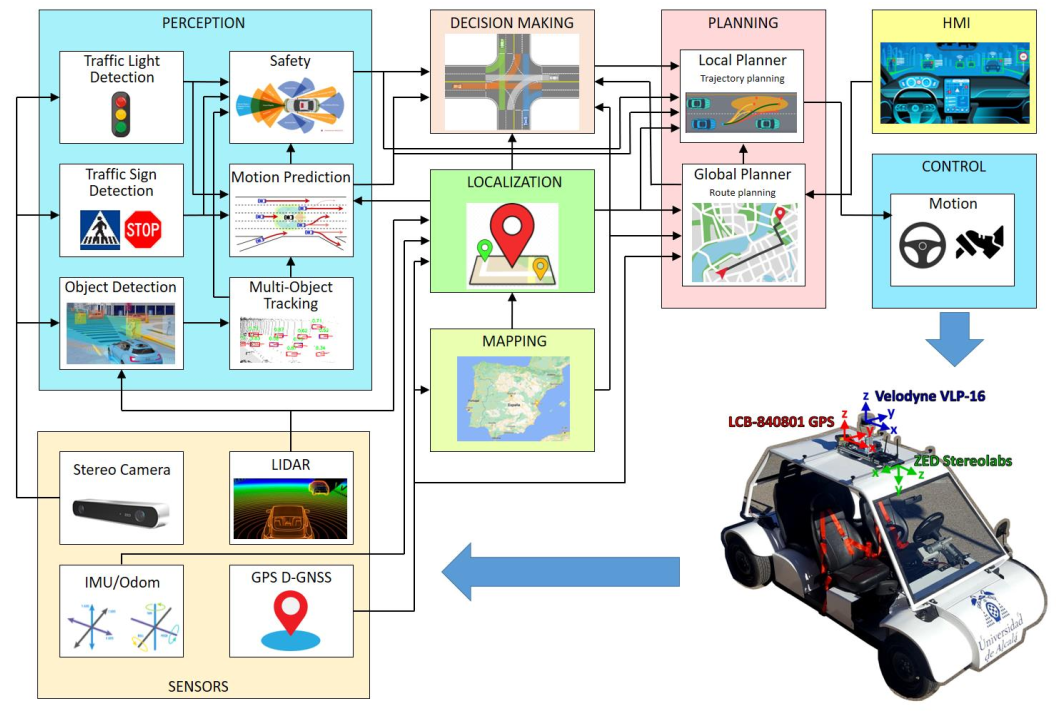 PERCEPTION
Traffic Light
Detection
Safety
Traffic Sign
Detection
STOP
Motion Prediction
Object Detection
Multi-Object
Tracking
DECISION MAKING
LOCALIZATION
MAPPING
España
PLANNING
Local Planner
Trajectory planning
Global Planner
Route planning
HMI
CONTROL
Motion
Stereo Camera
LIDAR
IMU/Odom
GPS D-GNSS
SENSORS
z
Velodyne VLP-16
y
x
LCB-840801 GPS
z
y
x
ZED Stereolabs
x
z
y
Universidad
de Alcalá